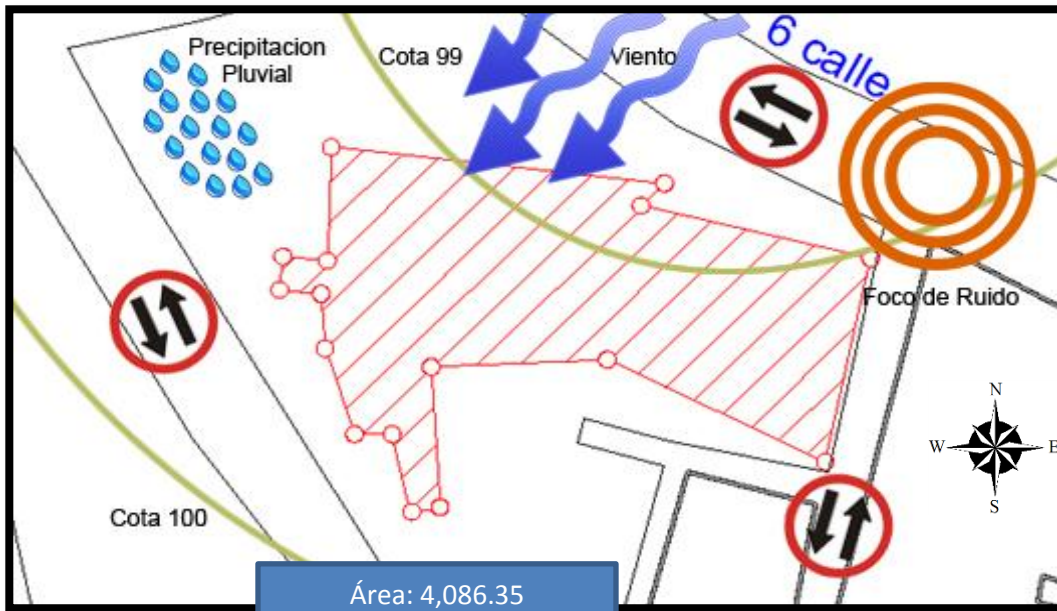 Precipitacion
Pluvial
Cota 99
Viento
6 calle
Foco de Ruido
N
W
E
S
Cota 100
Área: 4,086.35